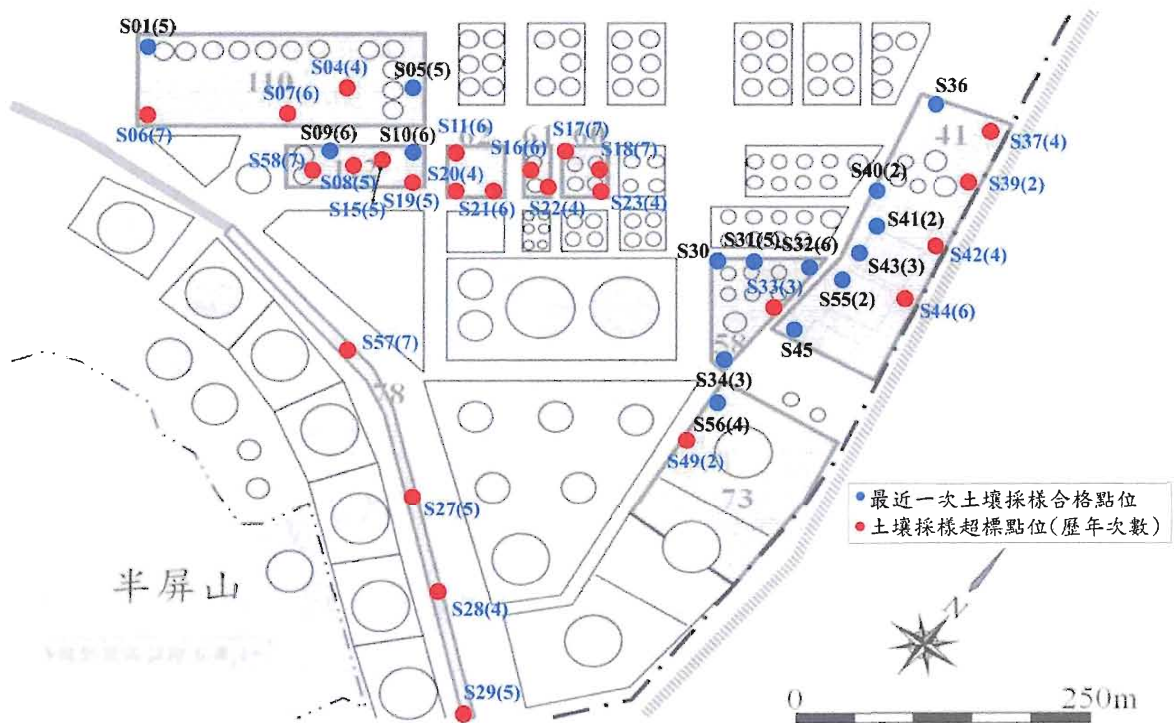 S01(5)
S04(4)
S05(5)
110
S07(6)
S06(7)
S09(6)
S10(6)
S11(6)
S17(7)
S16(6)
S18(7)
S58(7)
S20(4)
S08(5)
S19(5)
S15(5)
S21(6)
S22(4)
S23(4)
S36
41
S37(4)
S40(2)
S39(2)
S41(2)
S30
S31(5)
S32(6)
S43(3)
S42(4)
S33(3)
S55(2)
S44(6)
S45
58
S34(3)
S57(7)
78
S56(4)
S49(2)
73
S27(5)
S28(4)
S29(5)
半屏山
最近一次土壤採樣合格點位
土壤採樣超標點位(歷年次數)
N
0 250m